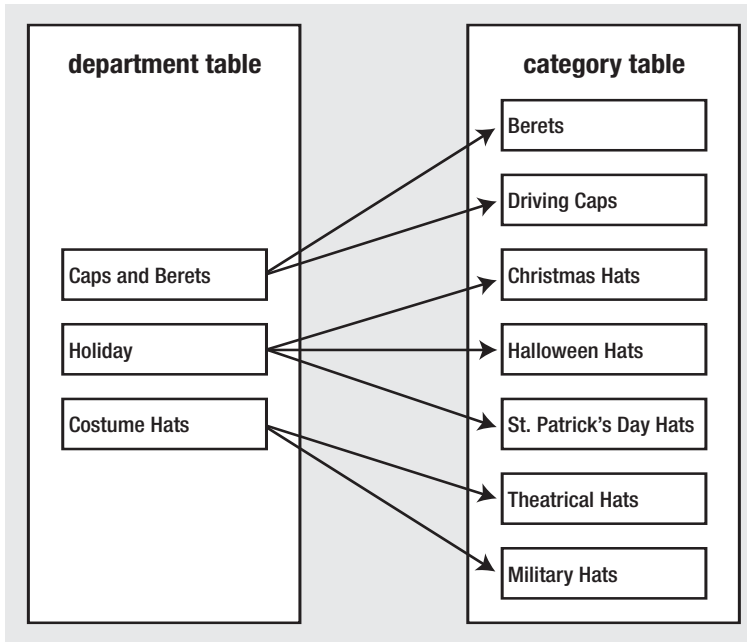 department table
Caps and Berets
Holiday
Costume Hats
category table
Berets
Driving Caps
Christmas Hats
Halloween Hats
St. Patrick’s Day Hats
Theatrical Hats
Military Hats